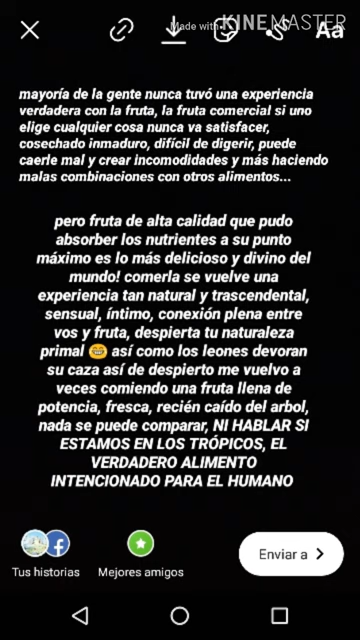 Made with KINEMASTER
Aa
mayoría de la gente nunca tuvó una experiencia
verdadera con la fruta, la fruta comercial si uno
elige cualquier cosa nunca va satisfacer,
cosechado inmaduro, difícil de digerir, puede
caerle mal y crear incomodidades y más haciendo
malas combinaciones con otros alimentos...
pero fruta de alta calidad que pudo
absorber los nutrientes a su punto
máximo es lo más delicioso y divino del
mundo! comerla se vuelve una
experiencia tan natural y trascendental,
sensual, íntimo, conexión plena entre
vos y fruta, despierta tu naturaleza
primal 😁 así como los leones devoran
su caza así de despierto me vuelvo a
veces comiendo una fruta llena de
potencia, fresca, recién caído del arbol,
nada se puede comparar, NI HABLAR SI
ESTAMOS EN LOS TRÓPICOS, EL
VERDADERO ALIMENTO
INTENCIONADO PARA EL HUMANO
Tus historias
Mejores amigos
Enviar a